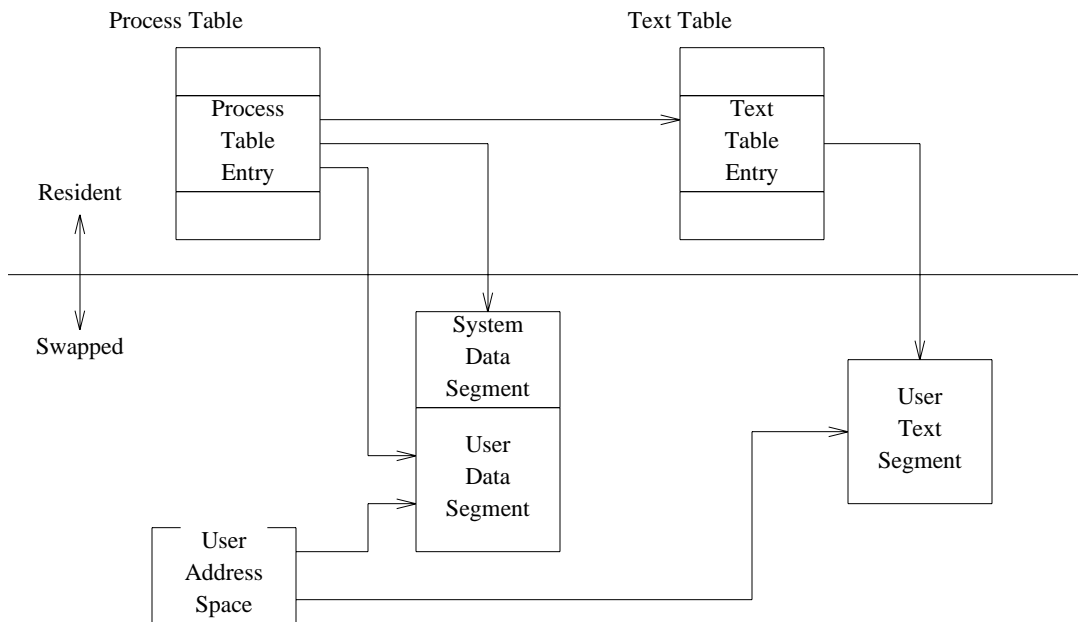 Process Table
Text Table
Process
Table
Entry
Text
Table
Entry
Resident
Swapped
System
Data
Segment
User
Data
Segment
User
Text
Segment
User
Address
Space